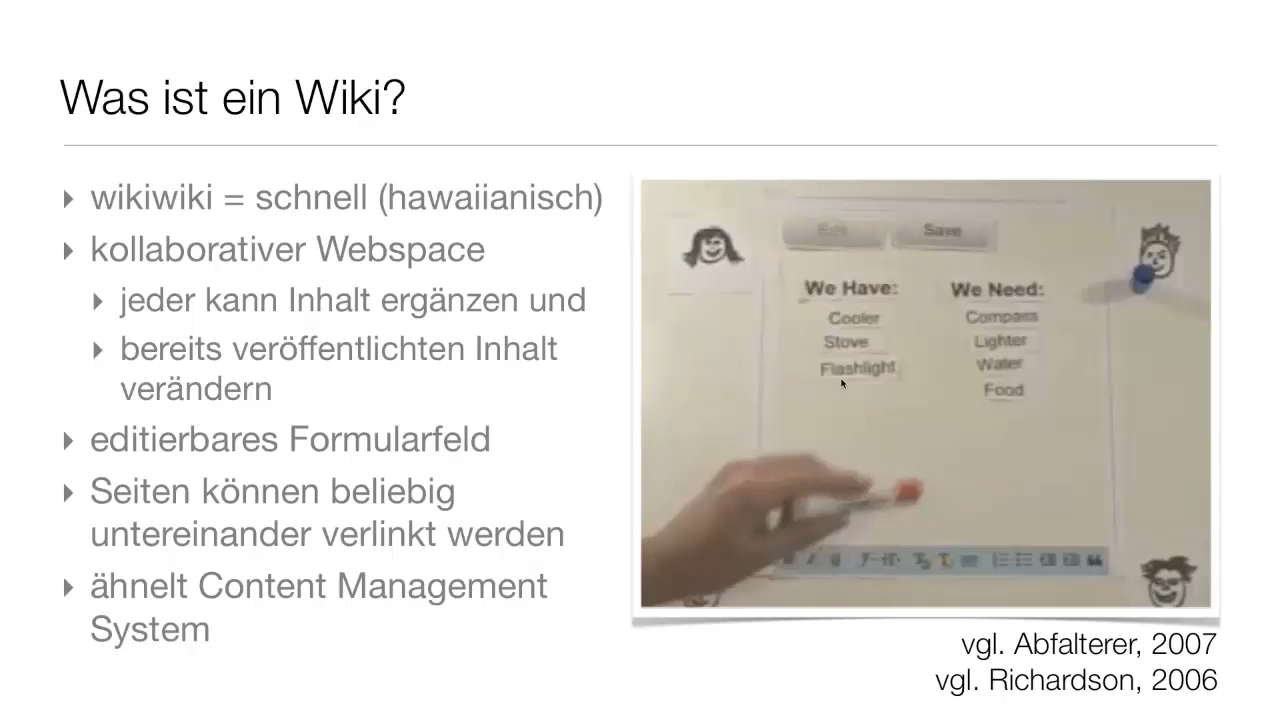 Was ist ein Wiki?
wikiwiki = schnell (hawaiianisch)
kollaborativer Webspace
jeder kann Inhalt ergänzen und
bereits veröffentlichten Inhalt
verändern
editierbares Formularfeld
Seiten können beliebig
untereinander verlinkt werden
ähnelt Content Management
System
Edit
Save
We Have:
Cooler
Stove
Flashlight
We Need:
Compass
Lighter
Water
Food
vgl. Abfalterer, 2007
vgl. Richardson, 2006